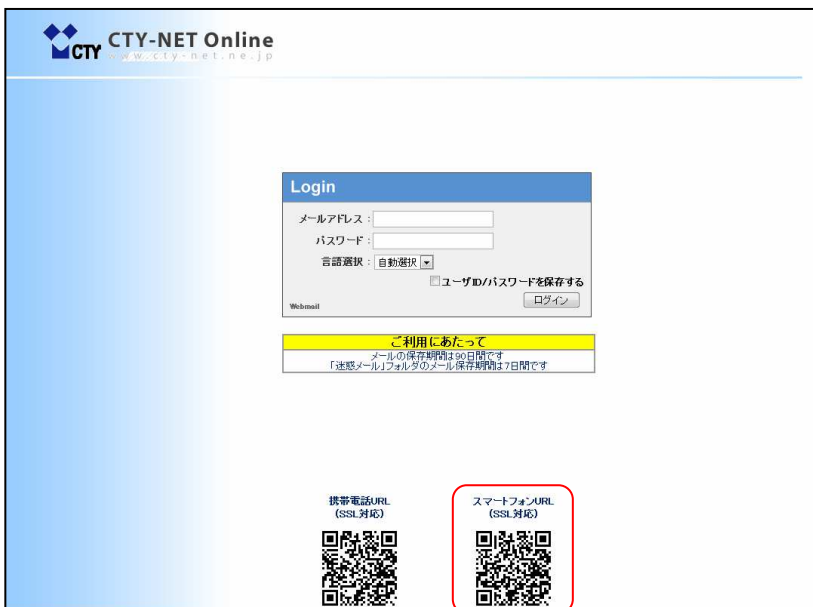 CTY CTY-NET Online
www.cty-net.ne.jp
Login
メールアドレス：
パスワード：
言語選択： 自動選択
ユーザID/パスワードを保存する
ログイン
Webmail
ご利用にあたって
メールの保存期間は90日間です
「迷惑メール」フォルダのメール保存期間は7日間です
携帯電話URL
(SSL対応)
スマートフォンURL
(SSL対応)